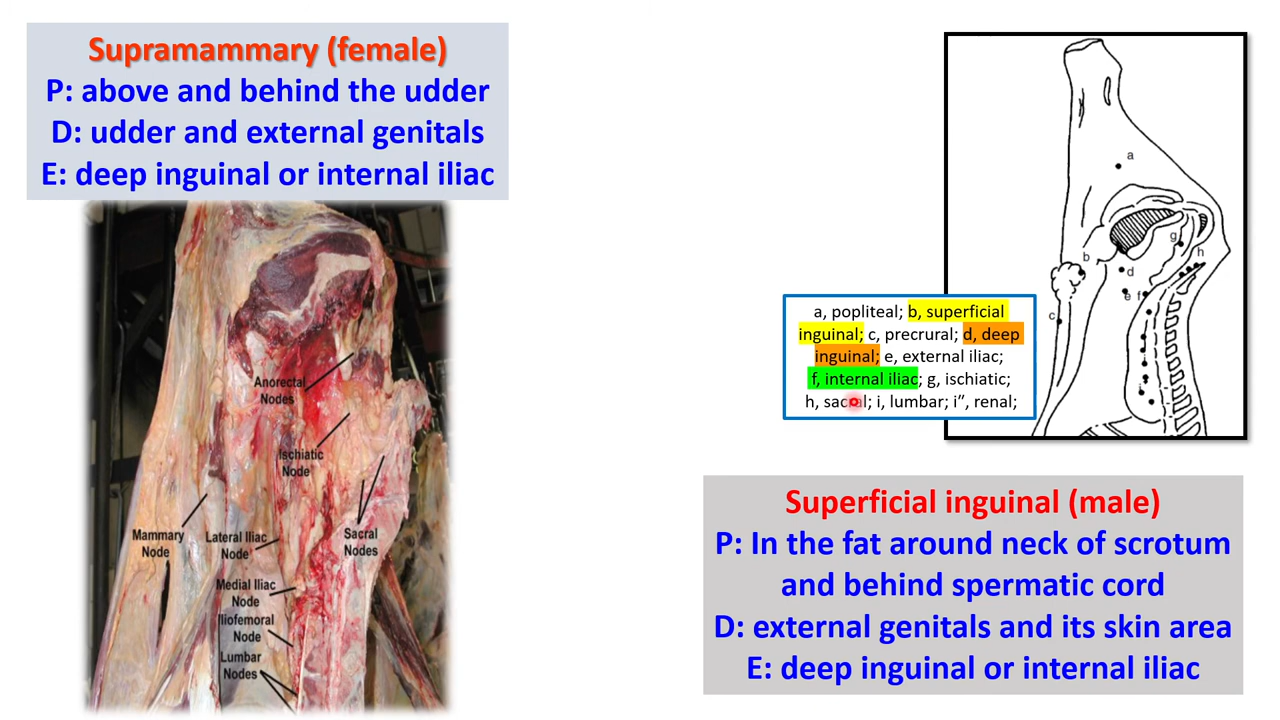 Supramammary (female)
P: above and behind the udder
D: udder and external genitals
E: deep inguinal or internal iliac
Anorectal
Nodes
Ischiatic
Node
Mammary
Node
Lateral Iliac
Node
Sacral
Nodes
Medial Iliac
Node
Iliofemoral
Node
Lumbar
Nodes
a
g
h
b
d
e
f
c
a, popliteal; b, superficial
inguinal; c, precrural; d, deep
inguinal; e, external iliac;
f, internal iliac; g, ischiatic;
h, sacral; i, lumbar; i″, renal;
Superficial inguinal (male)
P: In the fat around neck of scrotum
and behind spermatic cord
D: external genitals and its skin area
E: deep inguinal or internal iliac